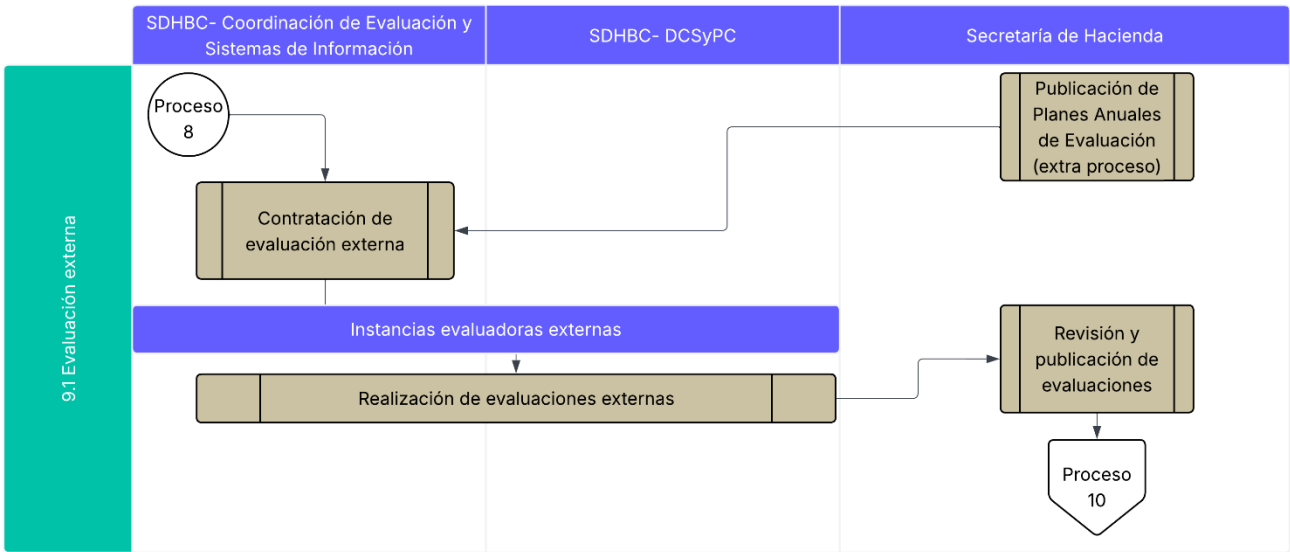 SDHBC- Coordinación de Evaluación y
Sistemas de Información
SDHBC- DCSyPC
Secretaría de Hacienda
9.1 Evaluación externa
Proceso
8
Publicación de
Planes Anuales
de Evaluación
(extra proceso)
Contratación de
evaluación externa
Instancias evaluadoras externas
Realización de evaluaciones externas
Revisión y
publicación de
evaluaciones
Proceso
10